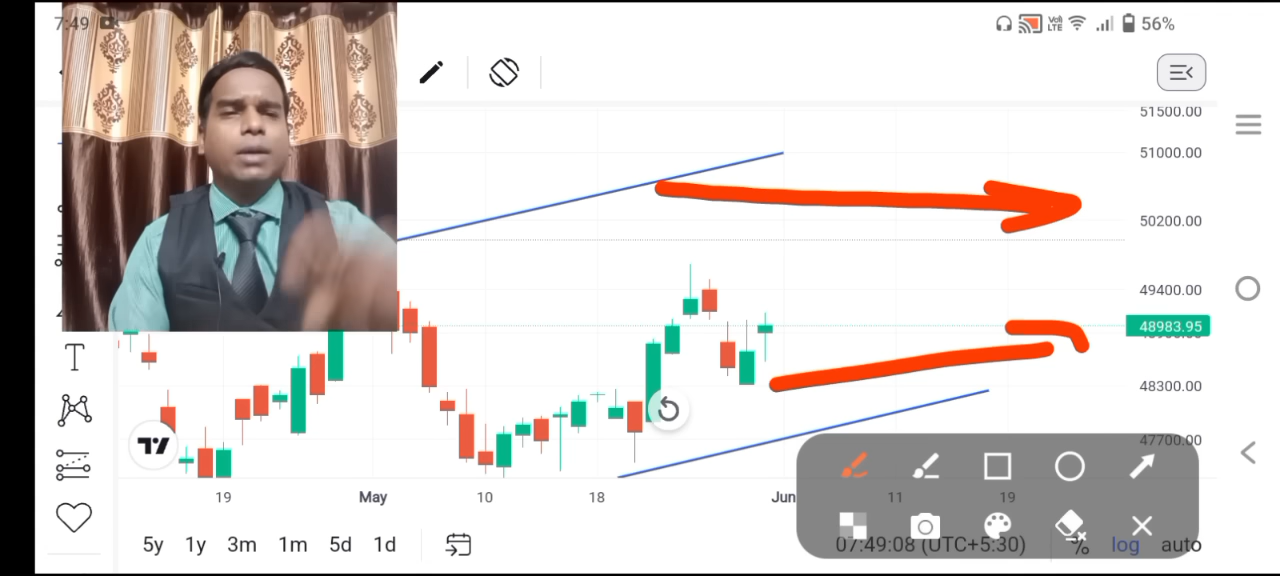 7:49
Vo)) LTE 56%
51500.00
51000.00
50200.00
49400.00
48983.95
48300.00
47700.00
T
19 May 10 18 Jun 11 19
5y 1y 3m 1m 5d 1d 07:49:08 (UTC+5:30) % log auto